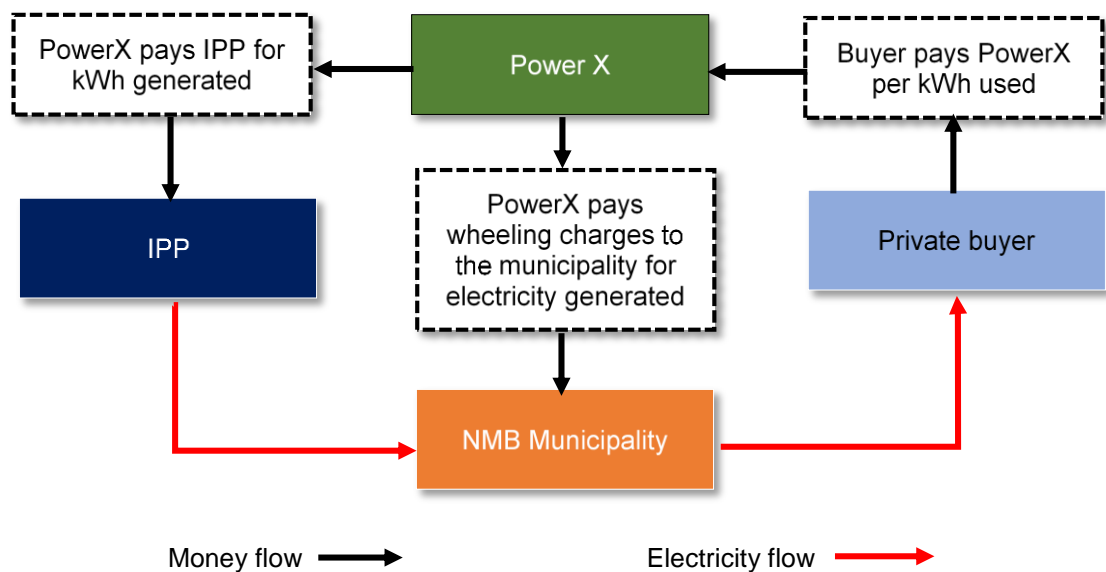 PowerX pays IPP for
kWh generated
Power X
Buyer pays PowerX
per kWh used
IPP
PowerX pays
wheeling charges to
the municipality for
electricity generated
Private buyer
NMB Municipality
Money flow
Electricity flow